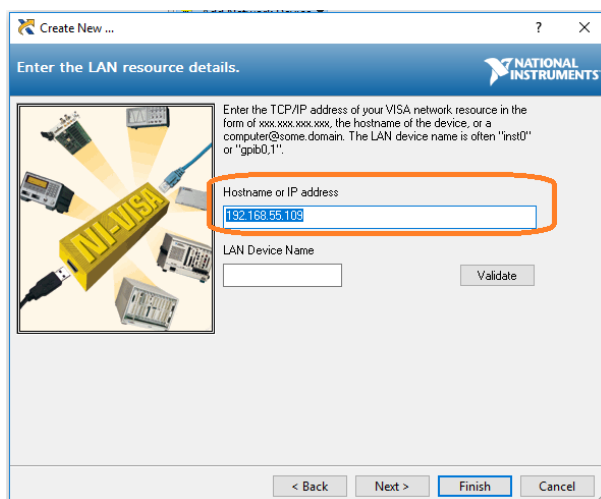 Create New ...
?
Enter the LAN resource details.
NATIONAL
INSTRUMENTS
Enter the TCP/IP address of your VISA network resource in the
form of xxx.xxx.xxx.xxx, the hostname of the device, or a
computer@some.domain. The LAN device name is often "inst0"
or "gpib0,1".
NI-VISA
Hostname or IP address
192.168.55.109
LAN Device Name
Validate
< Back
Next >
Finish
Cancel